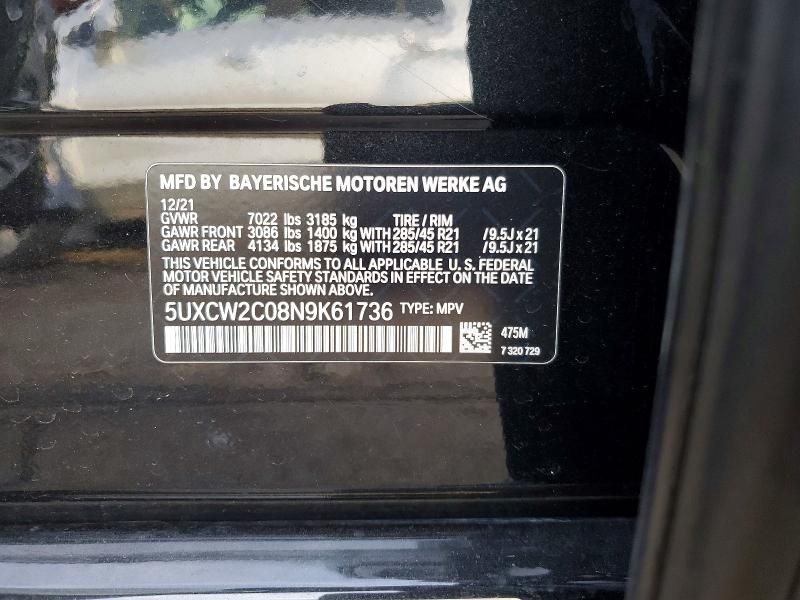 MFD BY BAYERISCHE MOTOREN WERKE AG
12/21
GVWR 7022 lbs 3185 kg TIRE / RIM
GAWR FRONT 3086 lbs 1400 kg WITH 285/45 R21 /9.5J x 21
GAWR REAR 4134 lbs 1875 kg WITH 285/45 R21 /9.5J x 21
THIS VEHICLE CONFORMS TO ALL APPLICABLE U. S. FEDERAL
MOTOR VEHICLE SAFETY STANDARDS IN EFFECT ON THE DATE
OF MANUFACTURE SHOWN ABOVE.
5UXCW2C08N9K61736 TYPE: MPV
475M
7 320 729